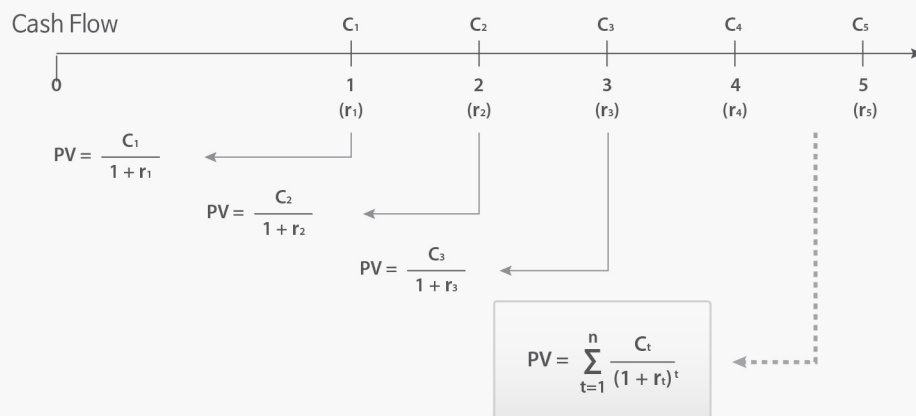 Cash Flow
C₁ C₂ C₃ C₄ C₅
0 1 2 3 4 5
(r₁) (r₂) (r₃) (r₄) (r₅)
PV = C₁ / 1 + r₁
PV = C₂ / 1 + r₂
PV = C₃ / 1 + r₃
PV = n Σ t=1 Cₜ / (1 + rₜ)ᵗ